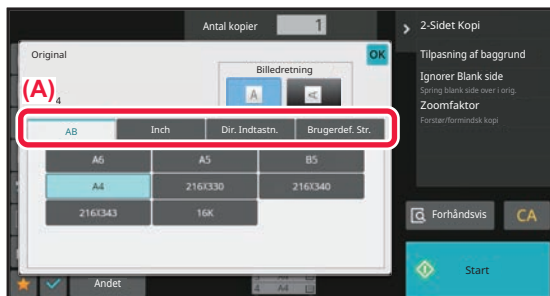 Antal kopier 1
2-Sidet Kopi
Original
OK
Tilpasning af baggrund
Billedretning
Ignorer Blank side
Spring blank side over i orig.
(A)
4
A
A
Zoomfaktor
Forstør/formindsk kopi
AB Inch Dir. Indtastn. Brugerdef. Str.
A6 A5 B5
A4 216X330 216X340
216X343 16K
Forhåndsvis CA
Start
Andet
4 A4